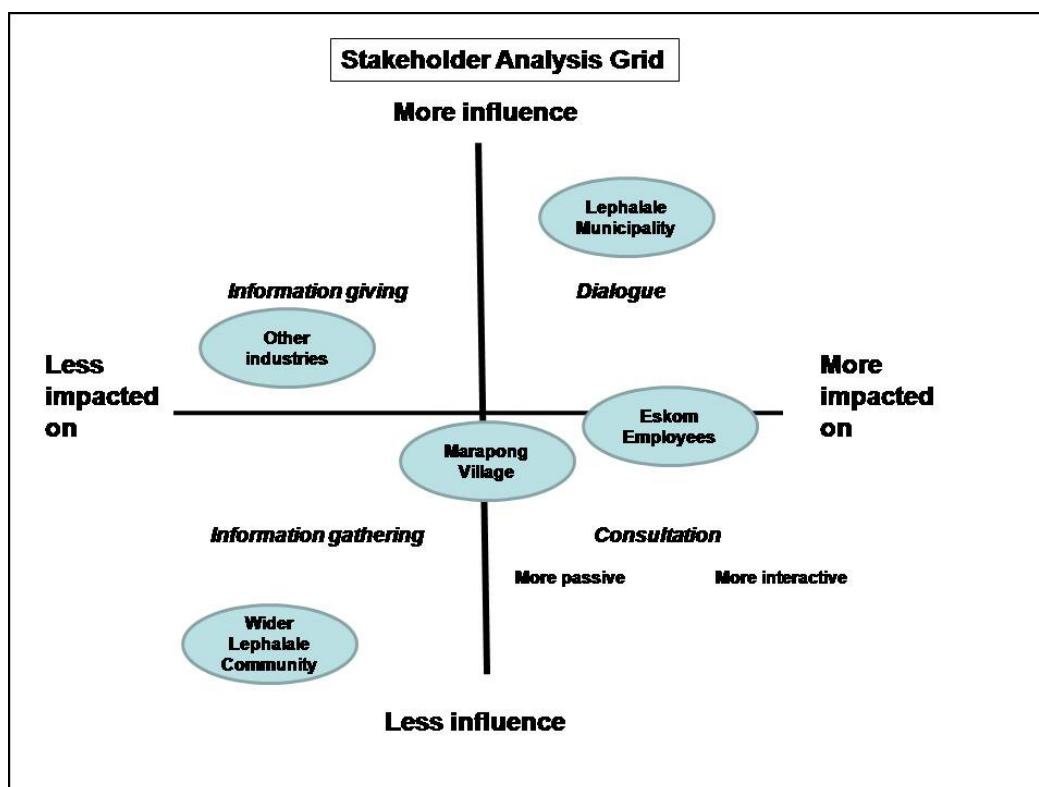 Stakeholder Analysis Grid
More influence
Lephalale
Municipality
Information giving
Dialogue
Other
industries
Less
impacted
on
More
impacted
on
Eskom
Employees
Marapong
Village
Information gathering
Consultation
More passive
More interactive
Wider
Lephalale
Community
Less influence